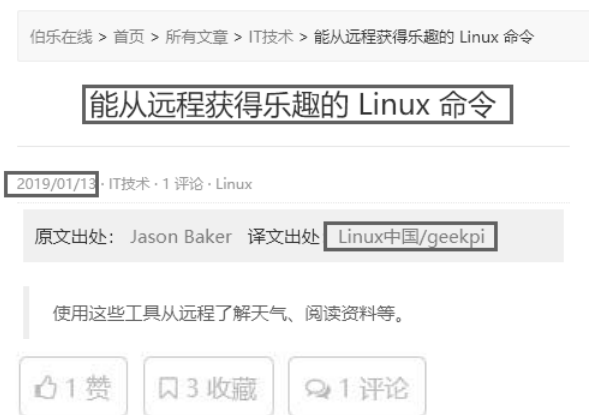 伯乐在线 > 首页 > 所有文章 > IT技术 > 能从远程获得乐趣的 Linux 命令
能从远程获得乐趣的 Linux 命令
2019/01/13 · IT技术 · 1 评论 · Linux
原文出处： Jason Baker 译文出处 Linux中国/geekpi
使用这些工具从远程了解天气、阅读资料等。
1 赞 3 收藏 1 评论